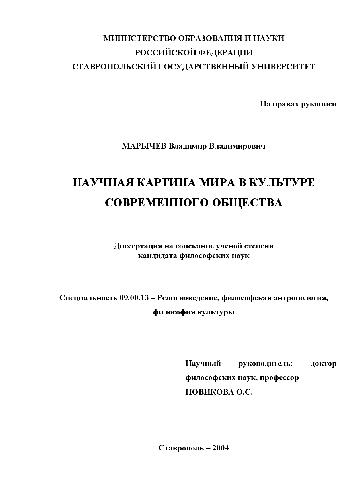 МИНИСТЕРСТВО ОБРАЗОВАНИЯ И НАУКИ
РОССИЙСКОЙ ФЕДЕРАЦИИ
СТАВРОПОЛЬСКИЙ ГОСУДАРСТВЕННЫЙ УНИВЕРСИТЕТ
На правах рукописи
МАРЫЧЕВ Владимир Владимирович
НАУЧНАЯ КАРТИНА МИРА В КУЛЬТУРЕ
СОВРЕМЕННОГО ОБЩЕСТВА
Диссертация на соискание ученой степени
кандидата философских наук
Специальность 09.00.13 – Религиоведение, философская антропология,
философия культуры
Научный руководитель: доктор
философских наук, профессор
НОВИКОВА О.С.
Ставрополь – 2004